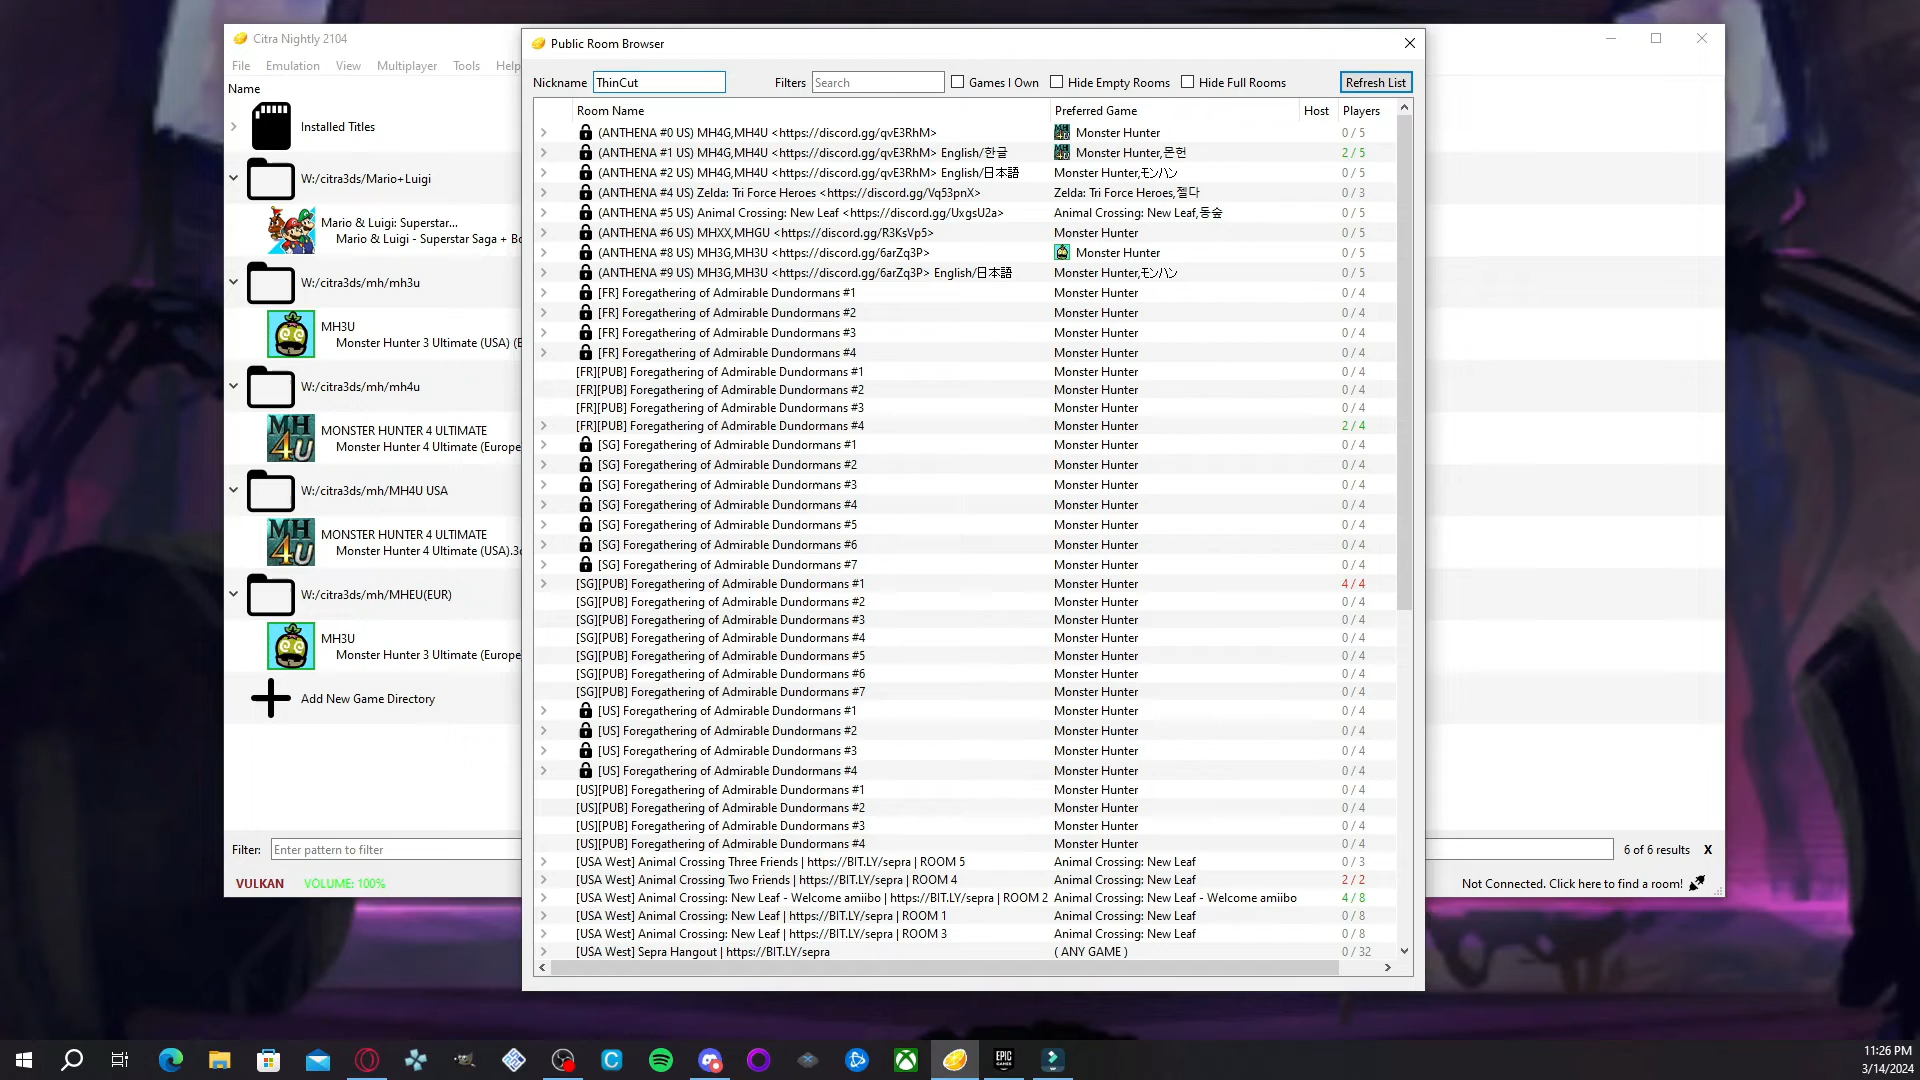 Citra Nightly 2104
File Emulation View Multiplayer Tools Help
Name
Installed Titles
W:/citra3ds/Mario+Luigi
Mario & Luigi: Superstar...
Mario & Luigi - Superstar Saga + Bo
W:/citra3ds/mh/mh3u
MH3U
Monster Hunter 3 Ultimate (USA) (E
W:/citra3ds/mh/mh4u
MH 4U
MONSTER HUNTER 4 ULTIMATE
Monster Hunter 4 Ultimate (Europe
W:/citra3ds/mh/MH4U USA
MH 4U
MONSTER HUNTER 4 ULTIMATE
Monster Hunter 4 Ultimate (USA).3d
W:/citra3ds/mh/MHEU(EUR)
MH3U
Monster Hunter 3 Ultimate (Europe
Add New Game Directory
Filter: Enter pattern to filter
6 of 6 results X
VULKAN VOLUME: 100%
Not Connected. Click here to find a room!
Public Room Browser
Nickname ThinCut Filters Search Games I Own Hide Empty Rooms Hide Full Rooms Refresh List
Room Name Preferred Game Host Players
(ANTHENA #0 US) MH4G,MH4U <https://discord.gg/qvE3RhM> Monster Hunter 0 / 5
(ANTHENA #1 US) MH4G,MH4U <https://discord.gg/qvE3RhM> English/한글 Monster Hunter,몬헌 2 / 5
(ANTHENA #2 US) MH4G,MH4U <https://discord.gg/qvE3RhM> English/日本語 Monster Hunter,モンハン 0 / 5
(ANTHENA #4 US) Zelda: Tri Force Heroes <https://discord.gg/Vq53pnX> Zelda: Tri Force Heroes,젤다 0 / 3
(ANTHENA #5 US) Animal Crossing: New Leaf <https://discord.gg/UxgsU2a> Animal Crossing: New Leaf,동숲 0 / 5
(ANTHENA #6 US) MHXX,MHGU <https://discord.gg/R3KsVp5> Monster Hunter 0 / 5
(ANTHENA #8 US) MH3G,MH3U <https://discord.gg/6arZq3P> Monster Hunter 0 / 5
(ANTHENA #9 US) MH3G,MH3U <https://discord.gg/6arZq3P> English/日本語 Monster Hunter,モンハン 0 / 5
[FR] Foregathering of Admirable Dundormans #1 Monster Hunter 0 / 4
[FR] Foregathering of Admirable Dundormans #2 Monster Hunter 0 / 4
[FR] Foregathering of Admirable Dundormans #3 Monster Hunter 0 / 4
[FR] Foregathering of Admirable Dundormans #4 Monster Hunter 0 / 4
[FR][PUB] Foregathering of Admirable Dundormans #1 Monster Hunter 0 / 4
[FR][PUB] Foregathering of Admirable Dundormans #2 Monster Hunter 0 / 4
[FR][PUB] Foregathering of Admirable Dundormans #3 Monster Hunter 0 / 4
[FR][PUB] Foregathering of Admirable Dundormans #4 Monster Hunter 2 / 4
[SG] Foregathering of Admirable Dundormans #1 Monster Hunter 0 / 4
[SG] Foregathering of Admirable Dundormans #2 Monster Hunter 0 / 4
[SG] Foregathering of Admirable Dundormans #3 Monster Hunter 0 / 4
[SG] Foregathering of Admirable Dundormans #4 Monster Hunter 0 / 4
[SG] Foregathering of Admirable Dundormans #5 Monster Hunter 0 / 4
[SG] Foregathering of Admirable Dundormans #6 Monster Hunter 0 / 4
[SG] Foregathering of Admirable Dundormans #7 Monster Hunter 0 / 4
[SG][PUB] Foregathering of Admirable Dundormans #1 Monster Hunter 4 / 4
[SG][PUB] Foregathering of Admirable Dundormans #2 Monster Hunter 0 / 4
[SG][PUB] Foregathering of Admirable Dundormans #3 Monster Hunter 0 / 4
[SG][PUB] Foregathering of Admirable Dundormans #4 Monster Hunter 0 / 4
[SG][PUB] Foregathering of Admirable Dundormans #5 Monster Hunter 0 / 4
[SG][PUB] Foregathering of Admirable Dundormans #6 Monster Hunter 0 / 4
[SG][PUB] Foregathering of Admirable Dundormans #7 Monster Hunter 0 / 4
[US] Foregathering of Admirable Dundormans #1 Monster Hunter 0 / 4
[US] Foregathering of Admirable Dundormans #2 Monster Hunter 0 / 4
[US] Foregathering of Admirable Dundormans #3 Monster Hunter 0 / 4
[US] Foregathering of Admirable Dundormans #4 Monster Hunter 0 / 4
[US][PUB] Foregathering of Admirable Dundormans #1 Monster Hunter 0 / 4
[US][PUB] Foregathering of Admirable Dundormans #2 Monster Hunter 0 / 4
[US][PUB] Foregathering of Admirable Dundormans #3 Monster Hunter 0 / 4
[US][PUB] Foregathering of Admirable Dundormans #4 Monster Hunter 0 / 4
[USA West] Animal Crossing Three Friends | https://BIT.LY/sepra | ROOM 5 Animal Crossing: New Leaf 0 / 3
[USA West] Animal Crossing Two Friends | https://BIT.LY/sepra | ROOM 4 Animal Crossing: New Leaf 2 / 2
[USA West] Animal Crossing: New Leaf - Welcome amiibo | https://BIT.LY/sepra | ROOM 2 Animal Crossing: New Leaf - Welcome amiibo 4 / 8
[USA West] Animal Crossing: New Leaf | https://BIT.LY/sepra | ROOM 1 Animal Crossing: New Leaf 0 / 8
[USA West] Animal Crossing: New Leaf | https://BIT.LY/sepra | ROOM 3 Animal Crossing: New Leaf 0 / 8
[USA West] Sepra Hangout | https://BIT.LY/sepra ( ANY GAME ) 0 / 32
EPIC GAMES
11:26 PM
3/14/2024